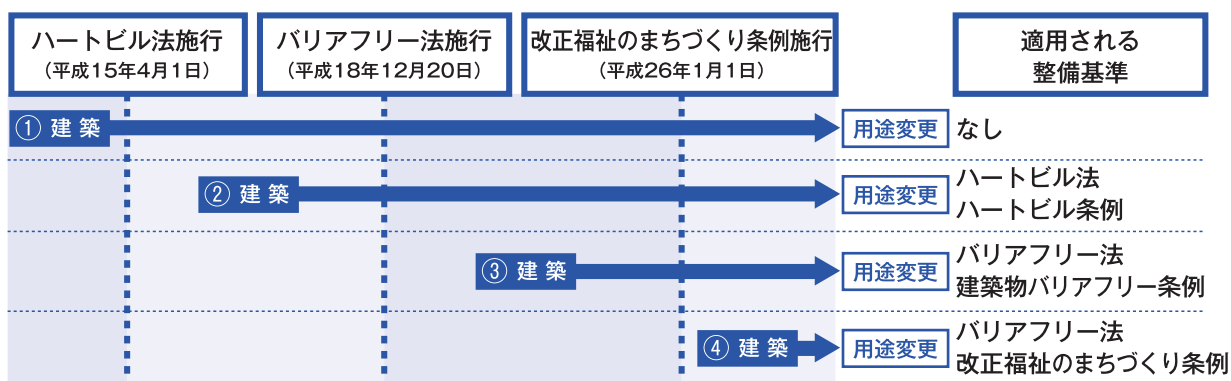 ハートビル法施行
（平成15年4月1日）
バリアフリー法施行
（平成18年12月20日）
改正福祉のまちづくり条例施行
（平成26年1月1日）
適用される
整備基準
① 建築
用途変更
なし
② 建築
用途変更
ハートビル法
ハートビル条例
③ 建築
用途変更
バリアフリー法
建築物バリアフリー条例
④ 建築
用途変更
バリアフリー法
改正福祉のまちづくり条例